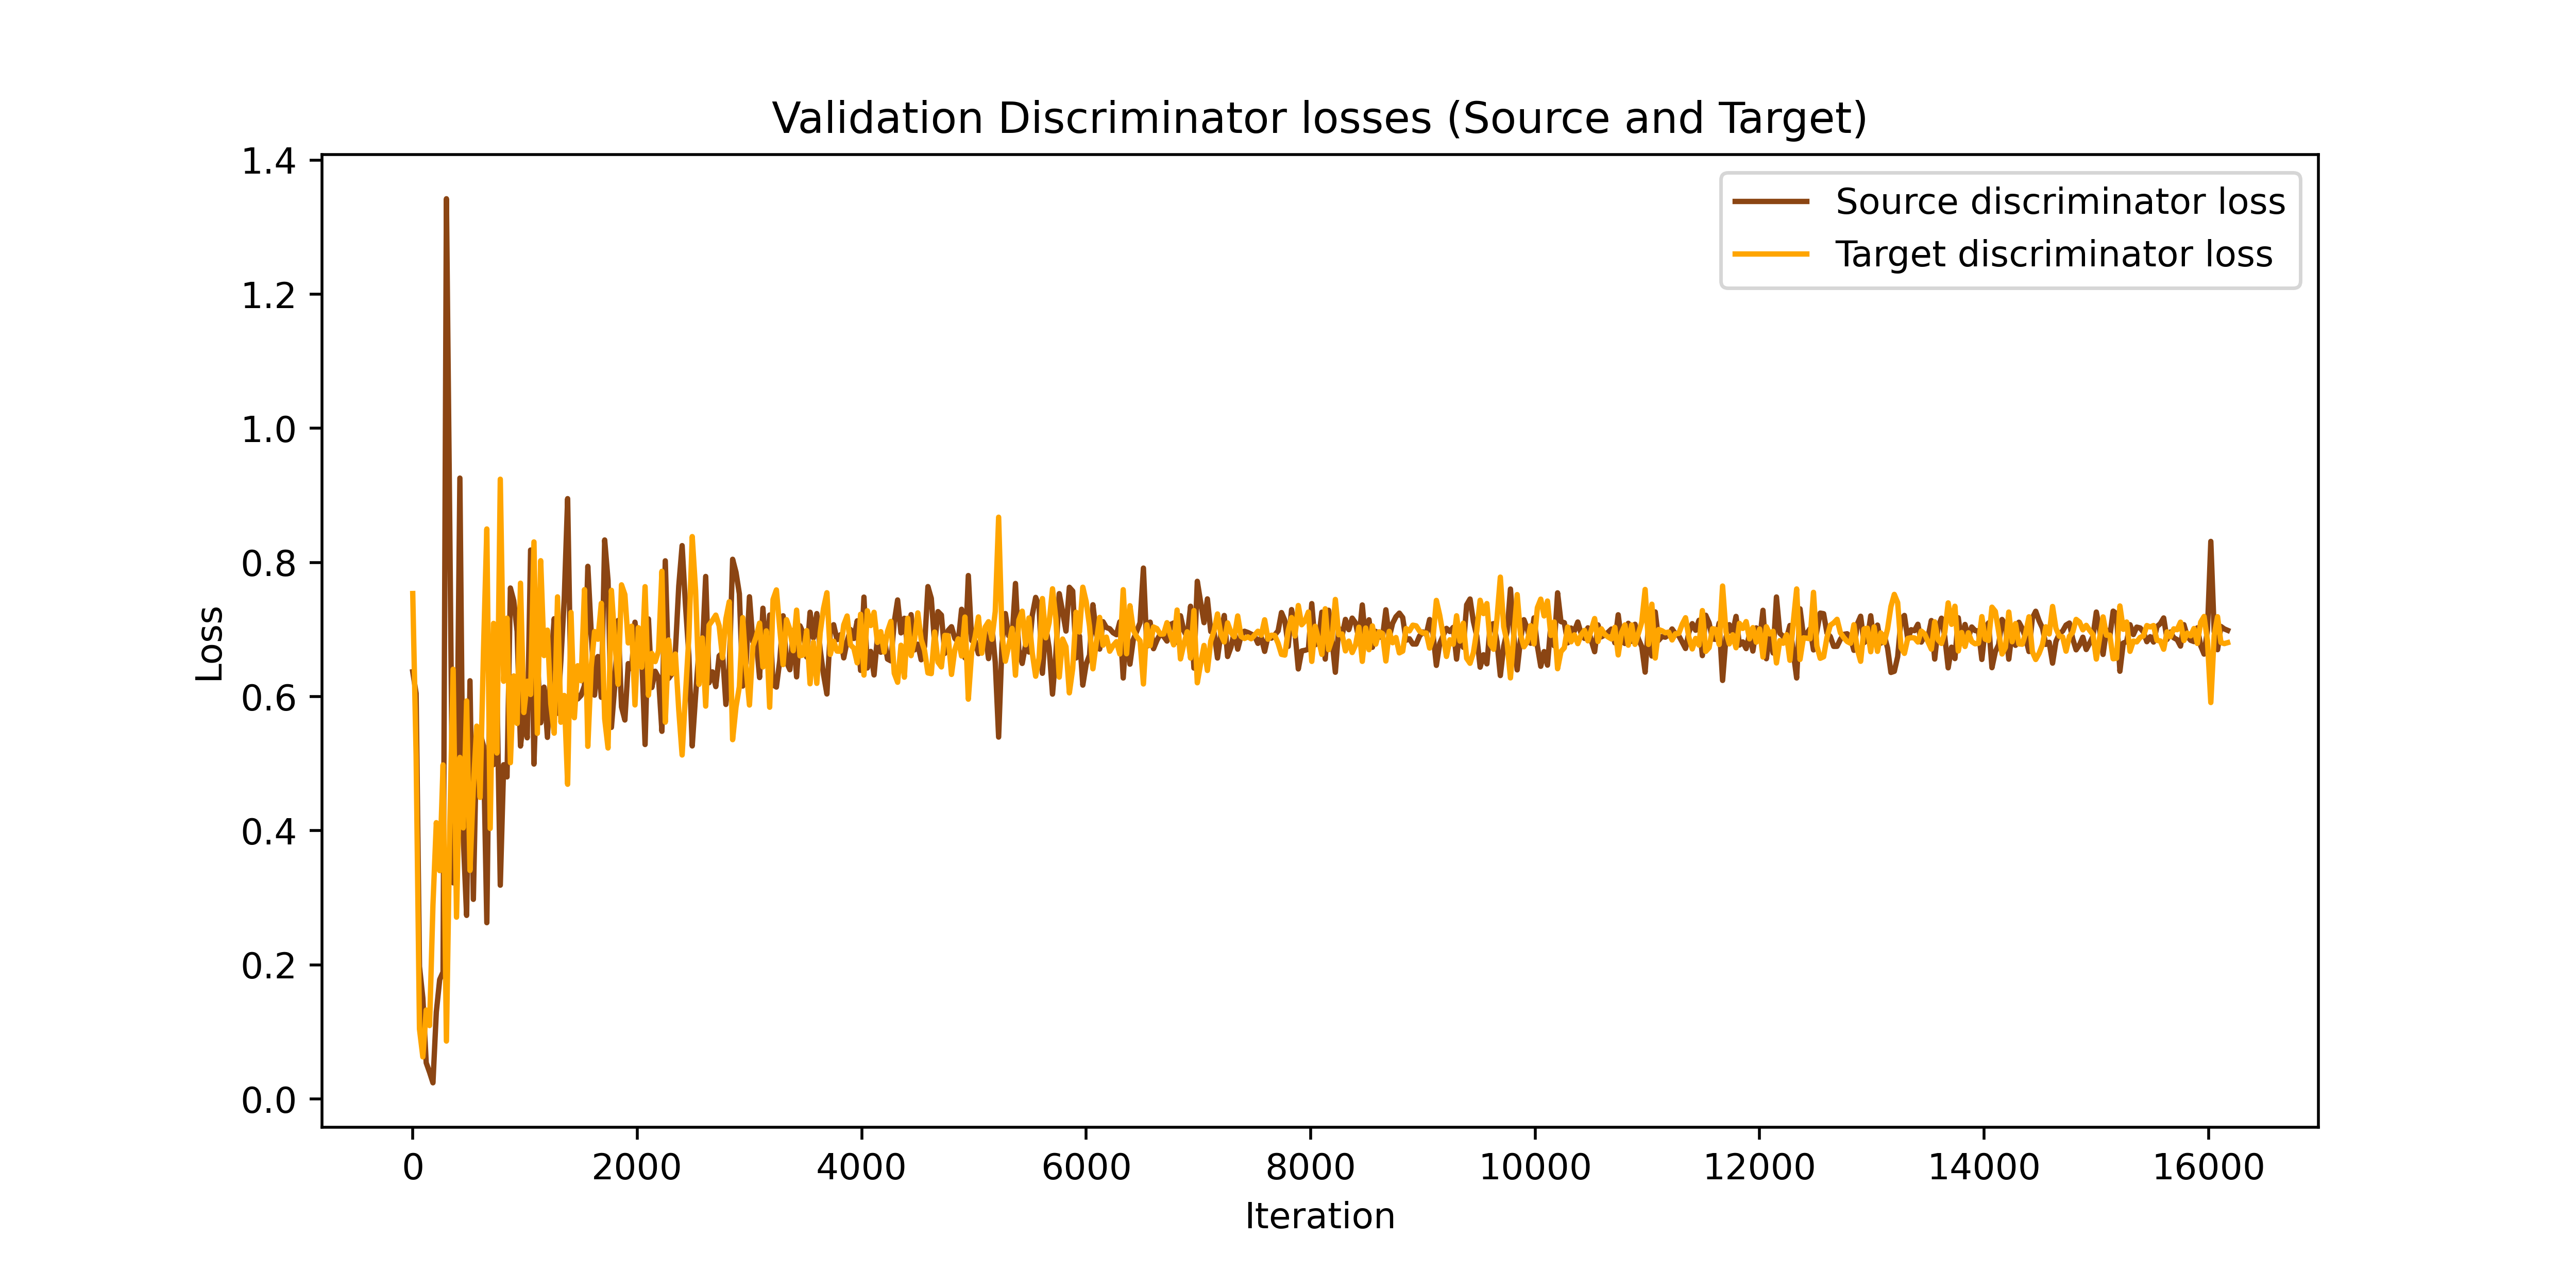 Validation Discriminator losses (Source and Target)
1.4
1.2
1.0
0.8
0.6
0.4
0.2
0.0
Loss
Source discriminator loss
Target discriminator loss
0 2000 4000 6000 8000 10000 12000 14000 16000
Iteration